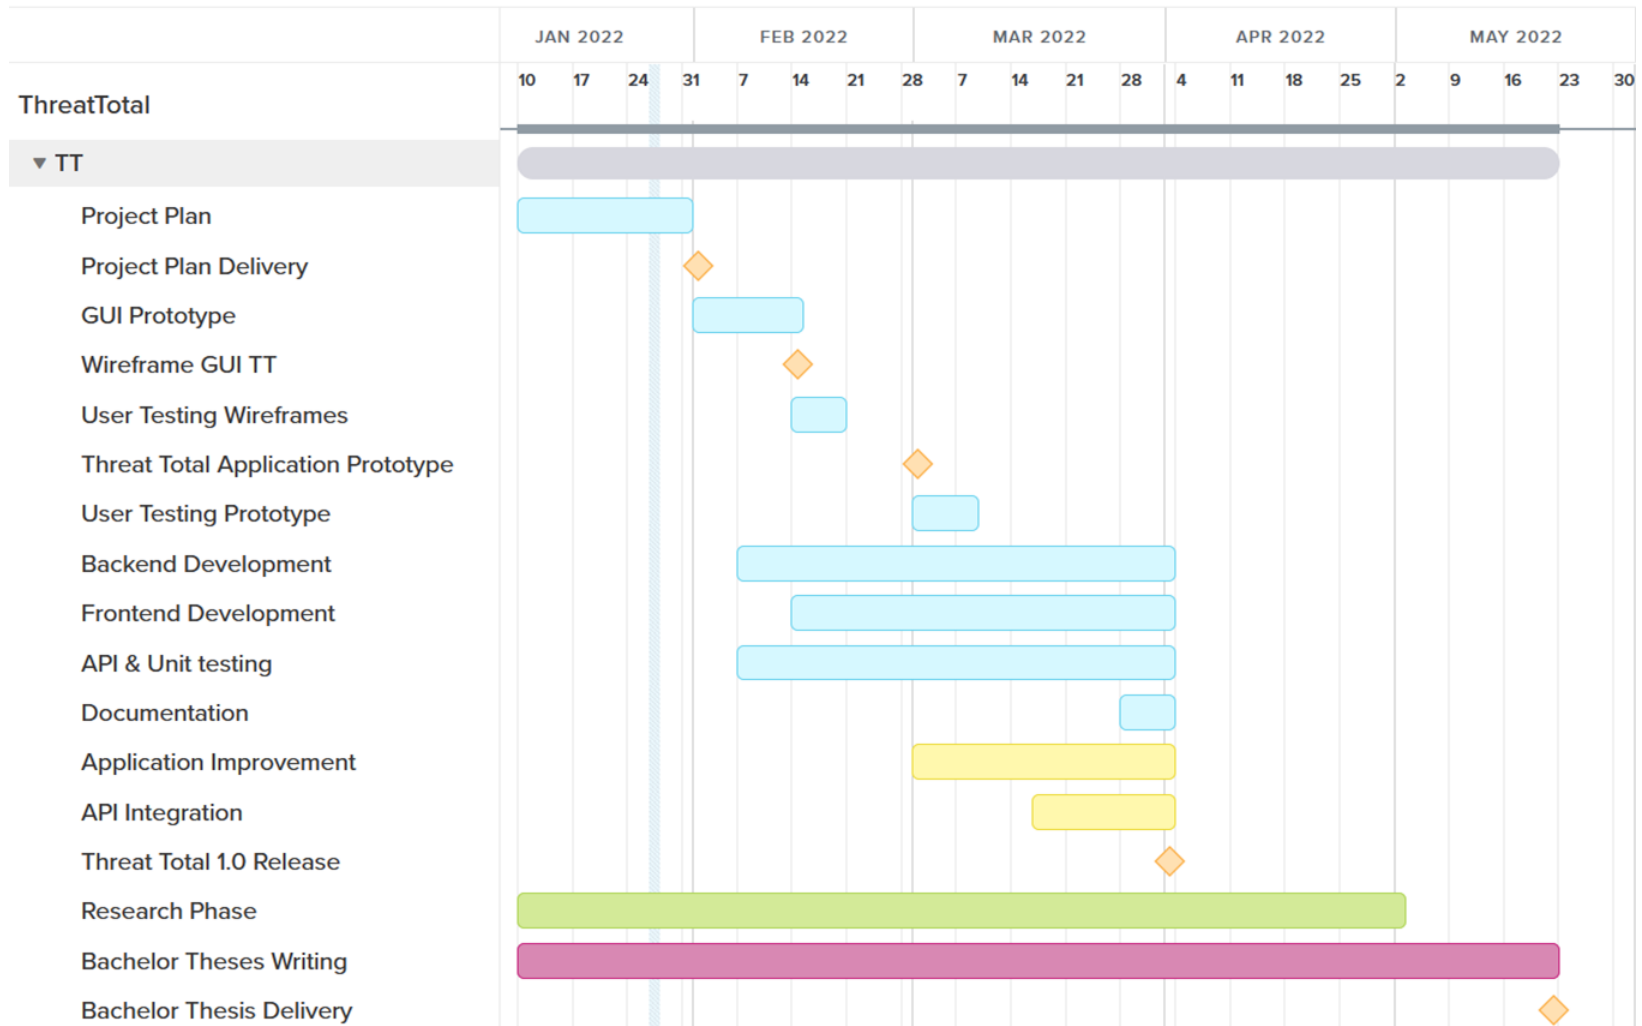 JAN 2022 FEB 2022 MAR 2022 APR 2022 MAY 2022
10 17 24 31 7 14 21 28 7 14 21 28 4 11 18 25 2 9 16 23 30
ThreatTotal
TT
Project Plan
Project Plan Delivery
GUI Prototype
Wireframe GUI TT
User Testing Wireframes
Threat Total Application Prototype
User Testing Prototype
Backend Development
Frontend Development
API & Unit testing
Documentation
Application Improvement
API Integration
Threat Total 1.0 Release
Research Phase
Bachelor Theses Writing
Bachelor Thesis Delivery